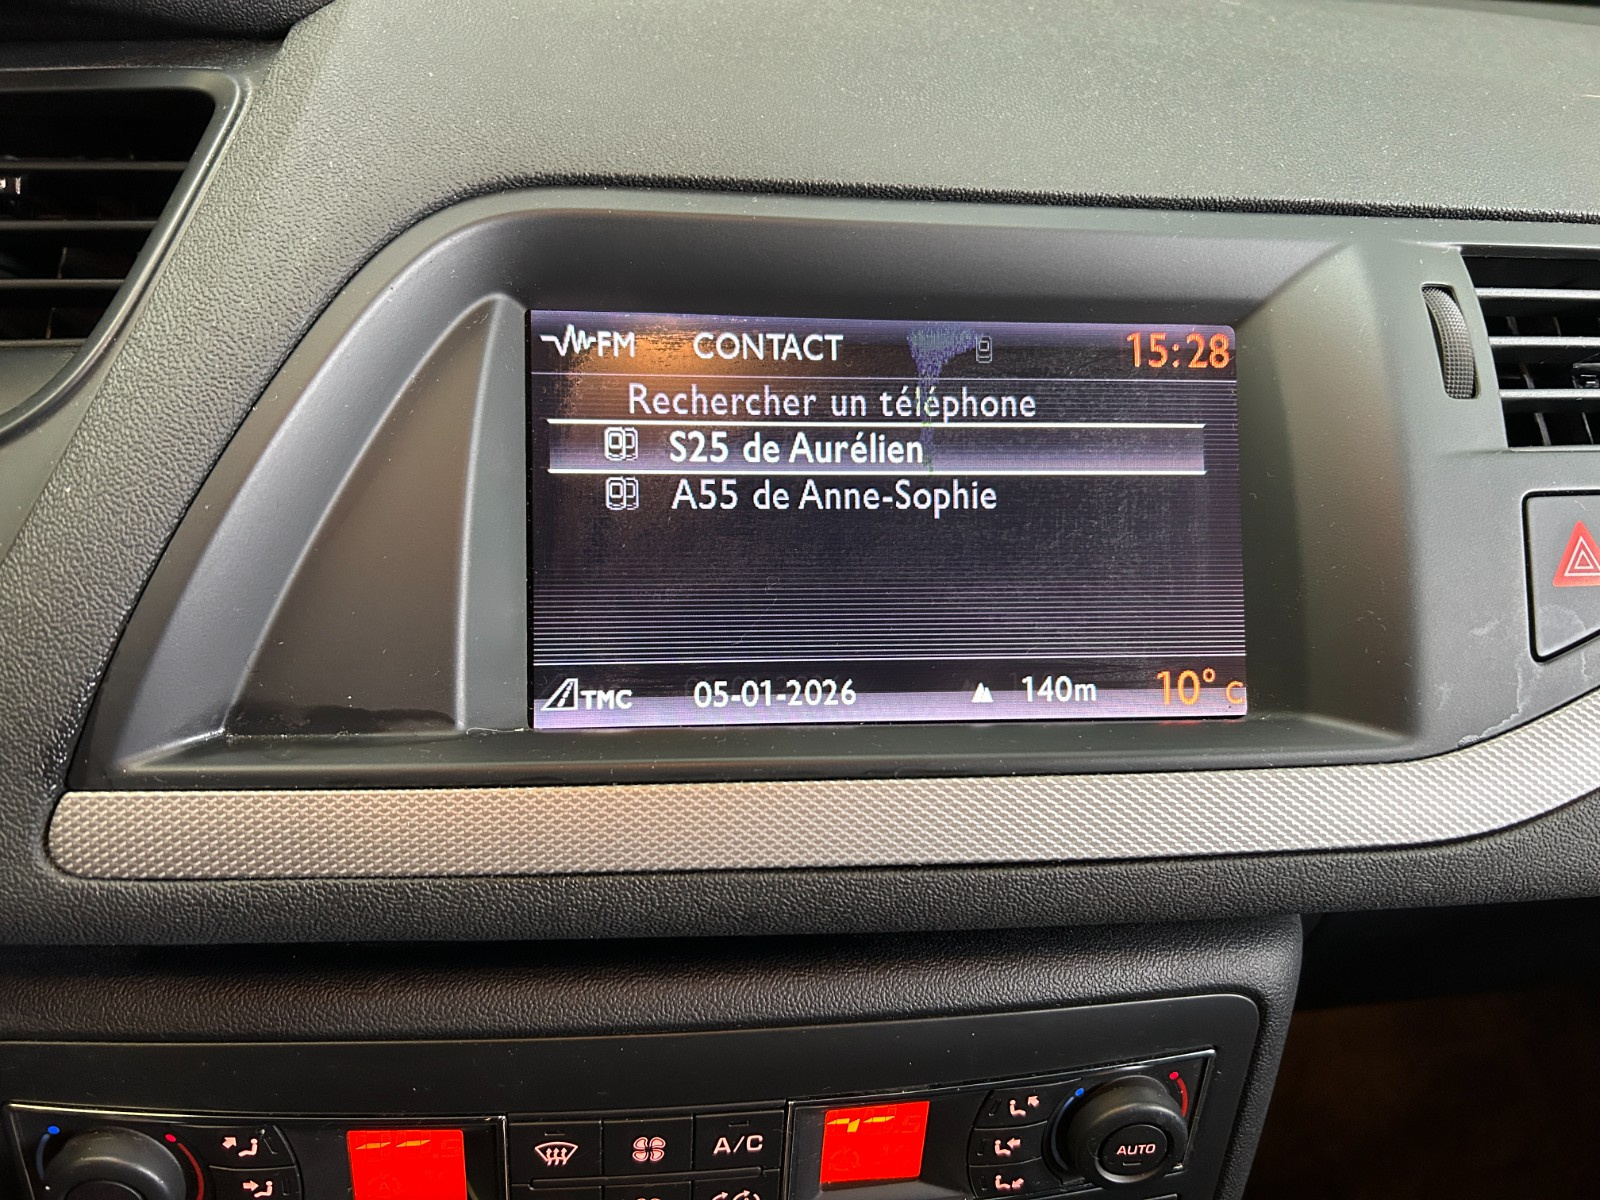 FM CONTACT 15:28
Rechercher un téléphone
S25 de Aurélien
A55 de Anne-Sophie
TMC 05-01-2026 140m 10° C
A/C
AUTO